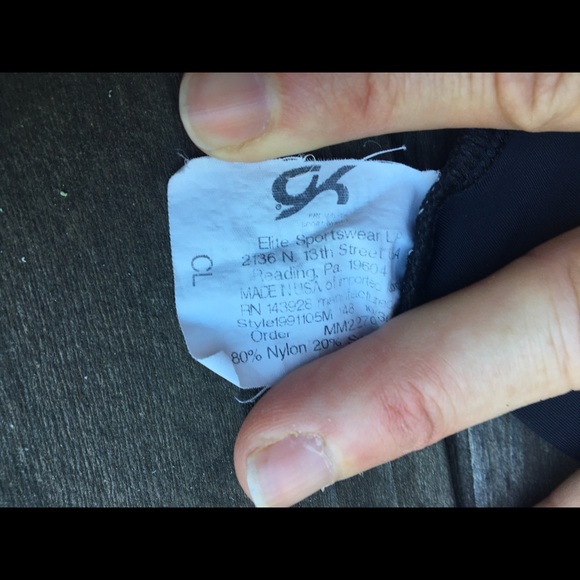 GK
Elite Sportswear
2136 N. 13th Street
Reading, Pa 19604
MADE IN USA of imported
RN 143926
Style1991105M
Order
80% Nylon 20%
CL